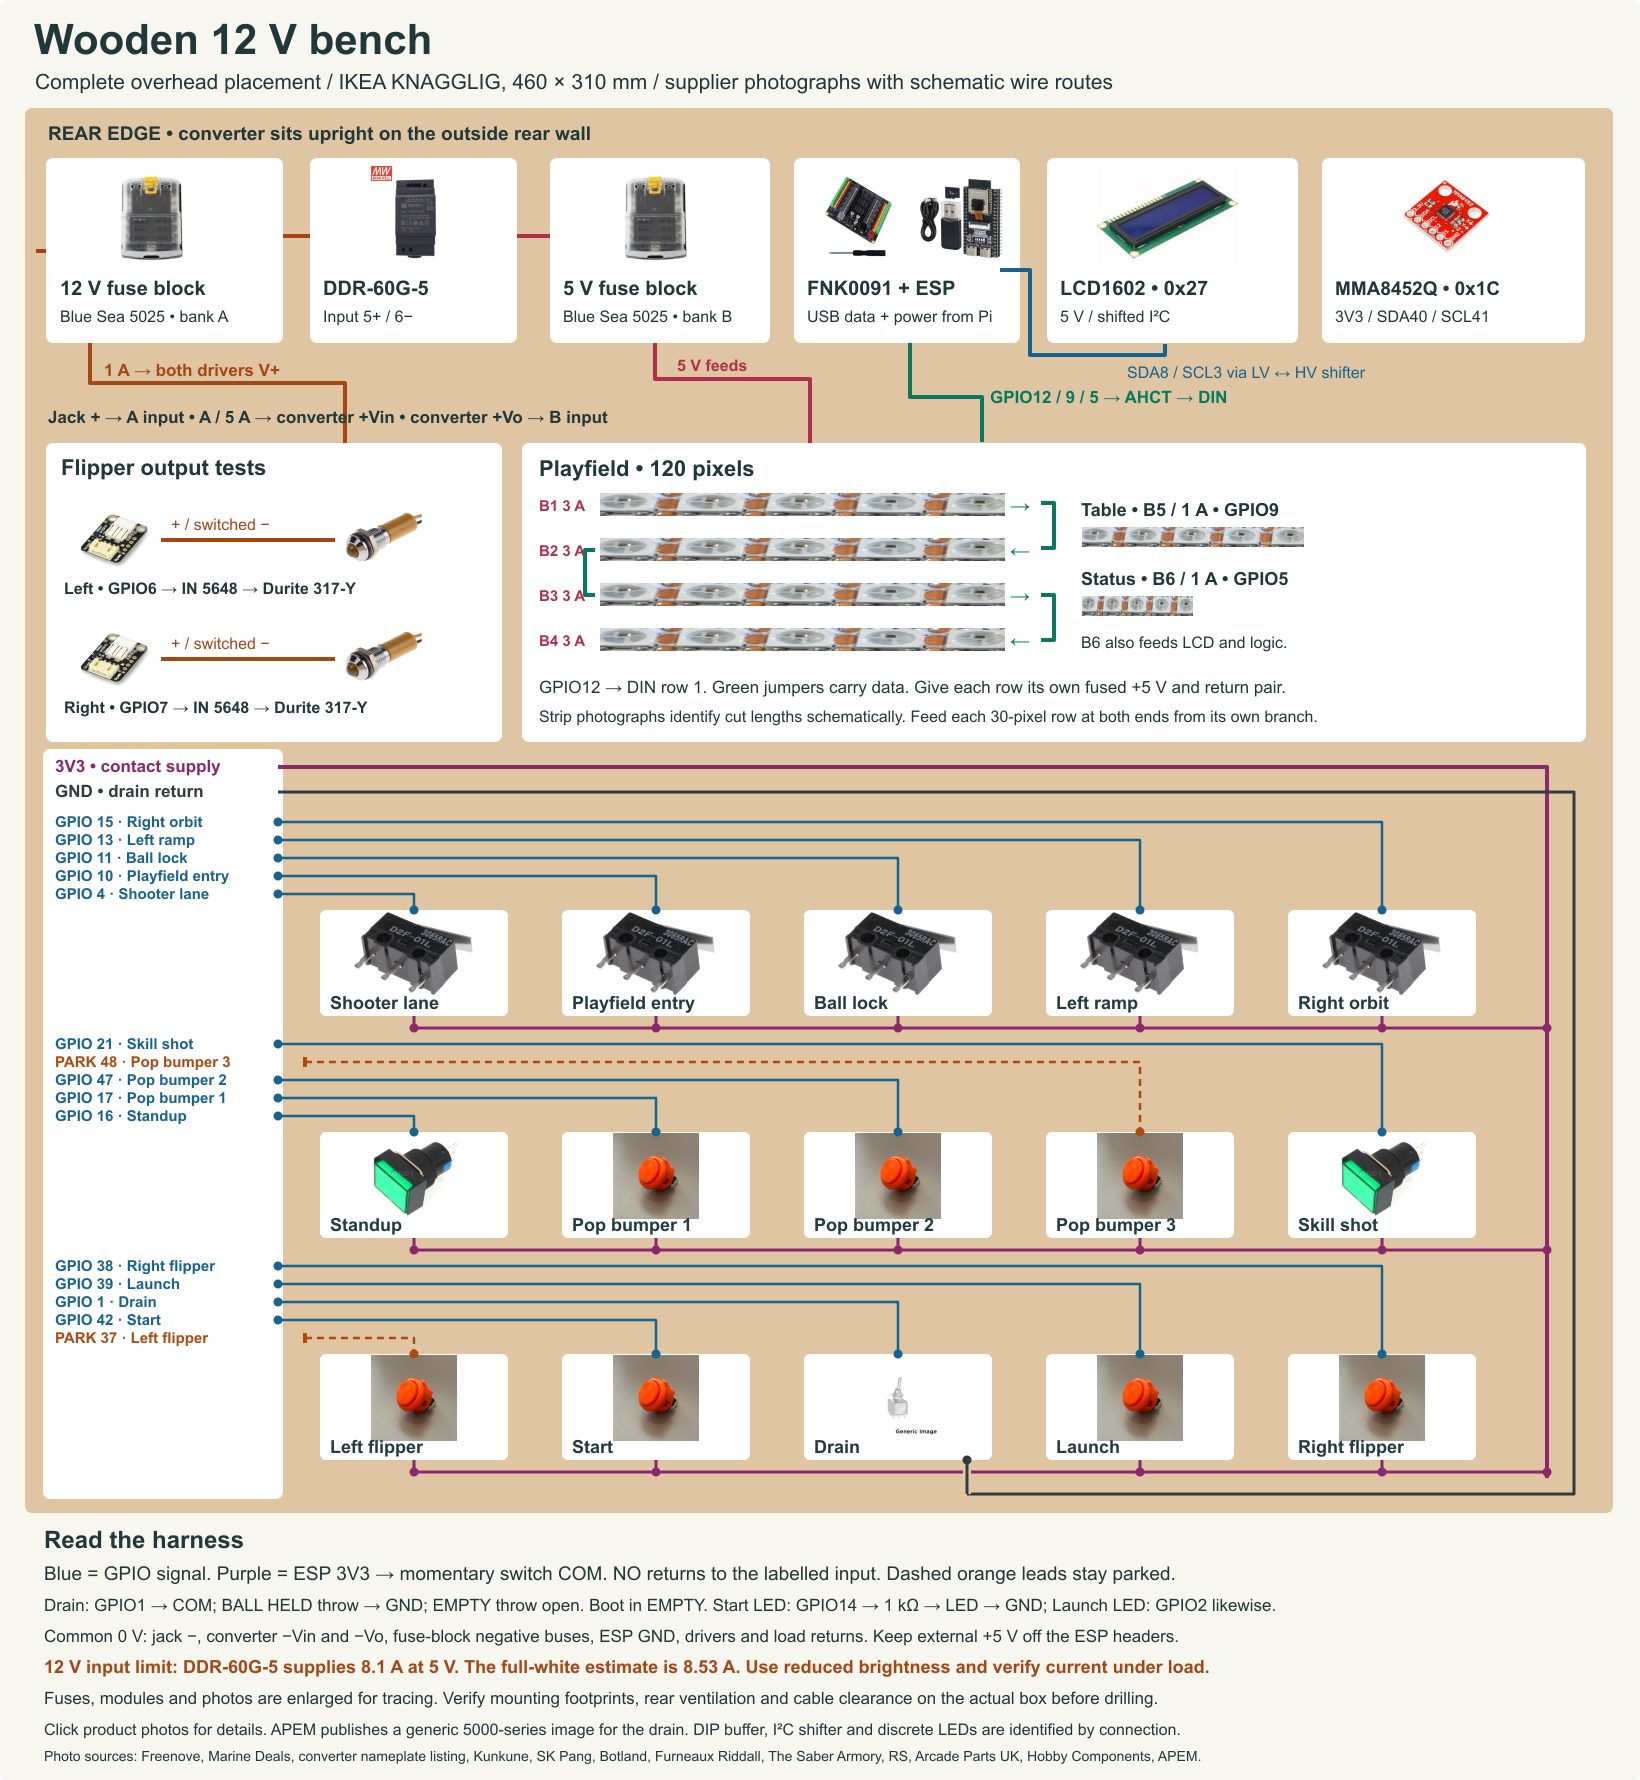 Wooden 12 V bench
Complete overhead placement / IKEA KNAGGLIG, 460 × 310 mm / supplier photographs with schematic wire routes
REAR EDGE • converter sits upright on the outside rear wall
MW
12 V fuse block
Blue Sea 5025 • bank A
DDR-60G-5
Input 5+ / 6−
5 V fuse block
Blue Sea 5025 • bank B
FNK0091 + ESP
USB data + power from Pi
LCD1602 • 0x27
5 V / shifted I²C
MMA8452Q • 0x1C
3V3 / SDA40 / SCL41
1 A → both drivers V+
5 V feeds
SDA8 / SCL3 via LV ↔ HV shifter
GPIO12 / 9 / 5 → AHCT → DIN
Jack + → A input • A / 5 A → converter +Vin • converter +Vo → B input
Flipper output tests
+ / switched −
Left • GPIO6 → IN 5648 → Durite 317-Y
+ / switched −
Right • GPIO7 → IN 5648 → Durite 317-Y
Playfield • 120 pixels
B1 3 A →
B2 3 A ←
B3 3 A →
B4 3 A ←
Table • B5 / 1 A • GPIO9
Status • B6 / 1 A • GPIO5
B6 also feeds LCD and logic.
GPIO12 → DIN row 1. Green jumpers carry data. Give each row its own fused +5 V and return pair.
Strip photographs identify cut lengths schematically. Feed each 30-pixel row at both ends from its own branch.
3V3 • contact supply
GND • drain return
GPIO 15 · Right orbit
GPIO 13 · Left ramp
GPIO 11 · Ball lock
GPIO 10 · Playfield entry
GPIO 4 · Shooter lane
D2F-01L 3065RAC
D2F-01L 3065RAC
D2F-01L 3065RAC
D2F-01L 3065RAC
D2F-01L 3065RAC
Shooter lane
Playfield entry
Ball lock
Left ramp
Right orbit
GPIO 21 · Skill shot
PARK 48 · Pop bumper 3
GPIO 47 · Pop bumper 2
GPIO 17 · Pop bumper 1
GPIO 16 · Standup
Standup
Pop bumper 1
Pop bumper 2
Pop bumper 3
Skill shot
GPIO 38 · Right flipper
GPIO 39 · Launch
GPIO 1 · Drain
GPIO 42 · Start
PARK 37 · Left flipper
Generic Image
Left flipper
Start
Drain
Launch
Right flipper
Read the harness
Blue = GPIO signal. Purple = ESP 3V3 → momentary switch COM. NO returns to the labelled input. Dashed orange leads stay parked.
Drain: GPIO1 → COM; BALL HELD throw → GND; EMPTY throw open. Boot in EMPTY. Start LED: GPIO14 → 1 kΩ → LED → GND; Launch LED: GPIO2 likewise.
Common 0 V: jack −, converter −Vin and −Vo, fuse-block negative buses, ESP GND, drivers and load returns. Keep external +5 V off the ESP headers.
12 V input limit: DDR-60G-5 supplies 8.1 A at 5 V. The full-white estimate is 8.53 A. Use reduced brightness and verify current under load.
Fuses, modules and photos are enlarged for tracing. Verify mounting footprints, rear ventilation and cable clearance on the actual box before drilling.
Click product photos for details. APEM publishes a generic 5000-series image for the drain. DIP buffer, I²C shifter and discrete LEDs are identified by connection.
Photo sources: Freenove, Marine Deals, converter nameplate listing, Kunkune, SK Pang, Botland, Furneaux Riddall, The Saber Armory, RS, Arcade Parts UK, Hobby Components, APEM.